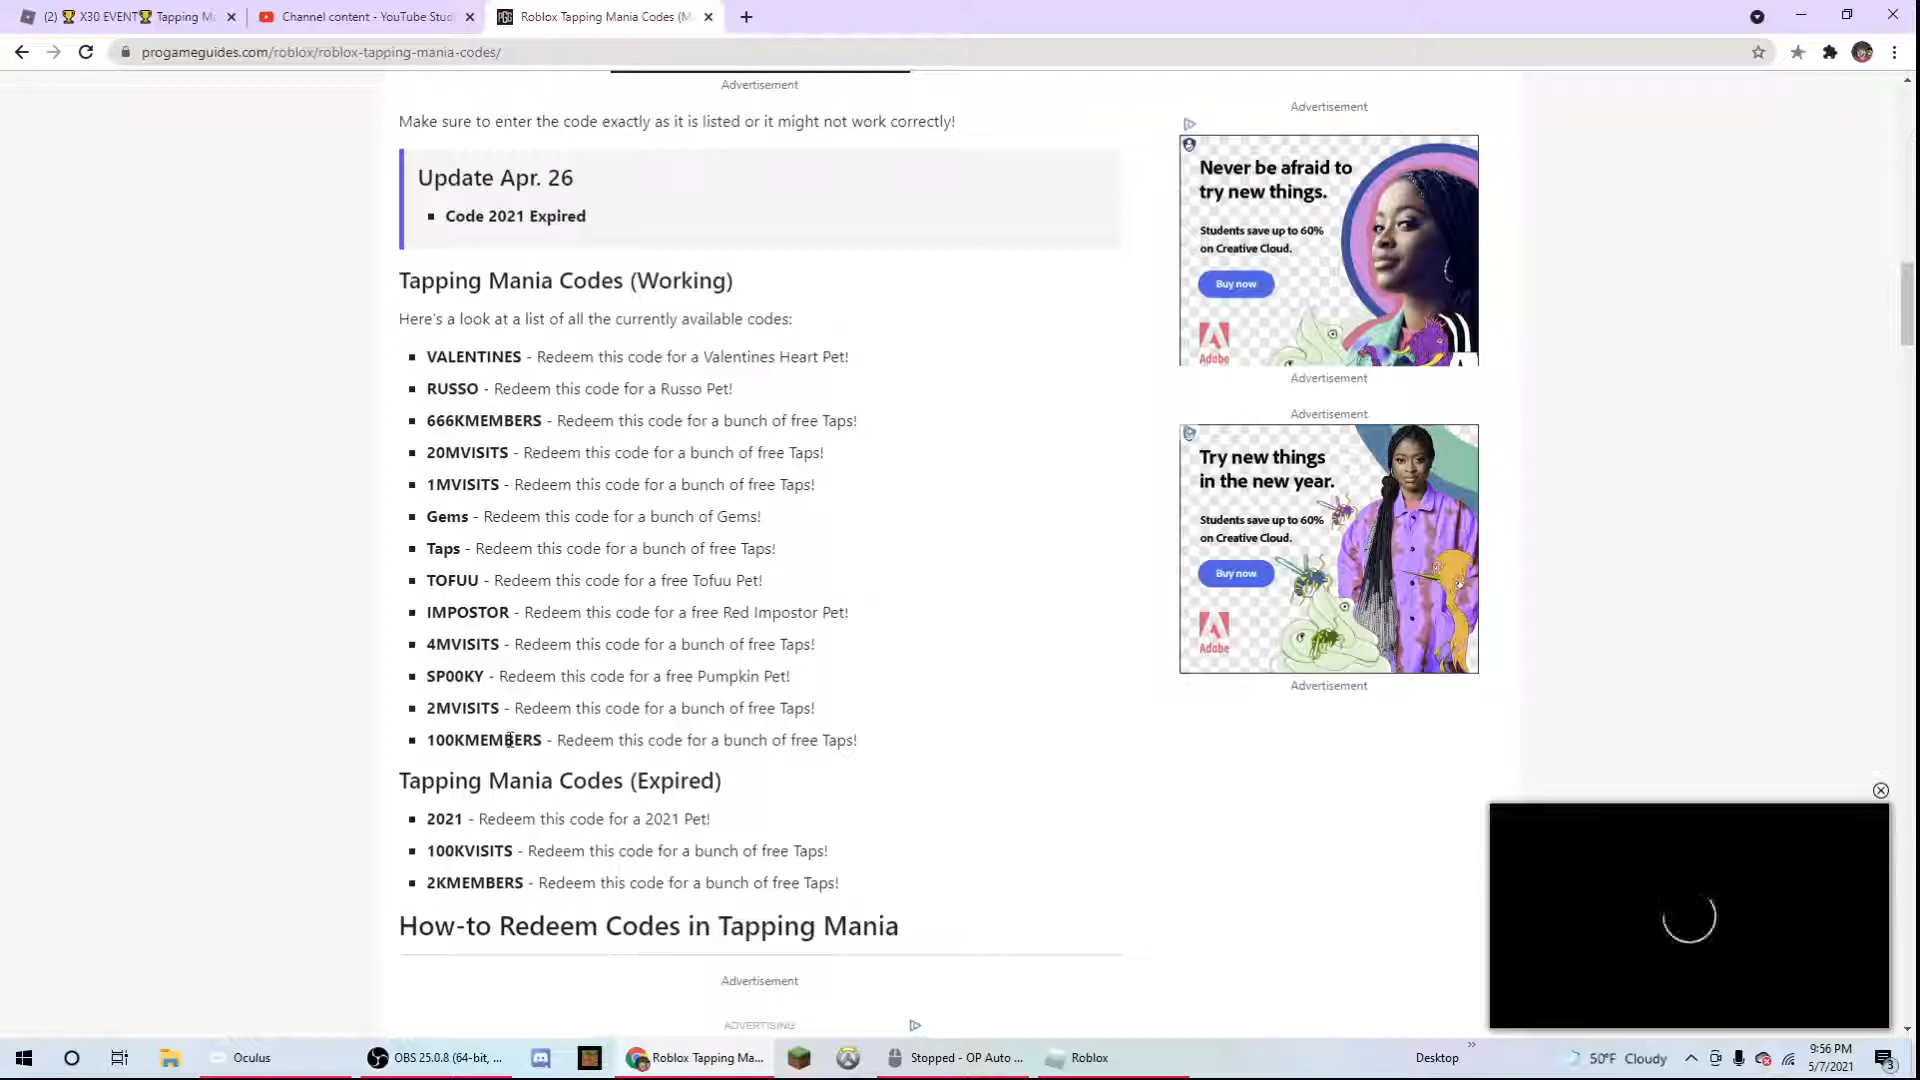 (2) 🏆 X30 EVENT🏆 Tapping M
Channel content - YouTube Stud
Roblox Tapping Mania Codes (M
progameguides.com/roblox/roblox-tapping-mania-codes/
Advertisement
Make sure to enter the code exactly as it is listed or it might not work correctly!
Update Apr. 26
Code 2021 Expired
Tapping Mania Codes (Working)
Here's a look at a list of all the currently available codes:
VALENTINES - Redeem this code for a Valentines Heart Pet!
RUSSO - Redeem this code for a Russo Pet!
666KMEMBERS - Redeem this code for a bunch of free Taps!
20MVISITS - Redeem this code for a bunch of free Taps!
1MVISITS - Redeem this code for a bunch of free Taps!
Gems - Redeem this code for a bunch of Gems!
Taps - Redeem this code for a bunch of free Taps!
TOFUU - Redeem this code for a free Tofuu Pet!
IMPOSTOR - Redeem this code for a free Red Impostor Pet!
4MVISITS - Redeem this code for a bunch of free Taps!
SP00KY - Redeem this code for a free Pumpkin Pet!
2MVISITS - Redeem this code for a bunch of free Taps!
100KMEMBERS - Redeem this code for a bunch of free Taps!
Tapping Mania Codes (Expired)
2021 - Redeem this code for a 2021 Pet!
100KVISITS - Redeem this code for a bunch of free Taps!
2KMEMBERS - Redeem this code for a bunch of free Taps!
How-to Redeem Codes in Tapping Mania
Advertisement
ADVERTISING
Advertisement
Never be afraid to
try new things.
Students save up to 60%
on Creative Cloud.
Buy now
Adobe
Advertisement
Advertisement
Try new things
in the new year.
Students save up to 60%
on Creative Cloud.
Buy now
Adobe
Advertisement
Oculus
OBS 25.0.8 (64-bit, ...
Roblox Tapping Ma...
Stopped - OP Auto ...
Roblox
Desktop
50°F Cloudy
9:56 PM
5/7/2021
3